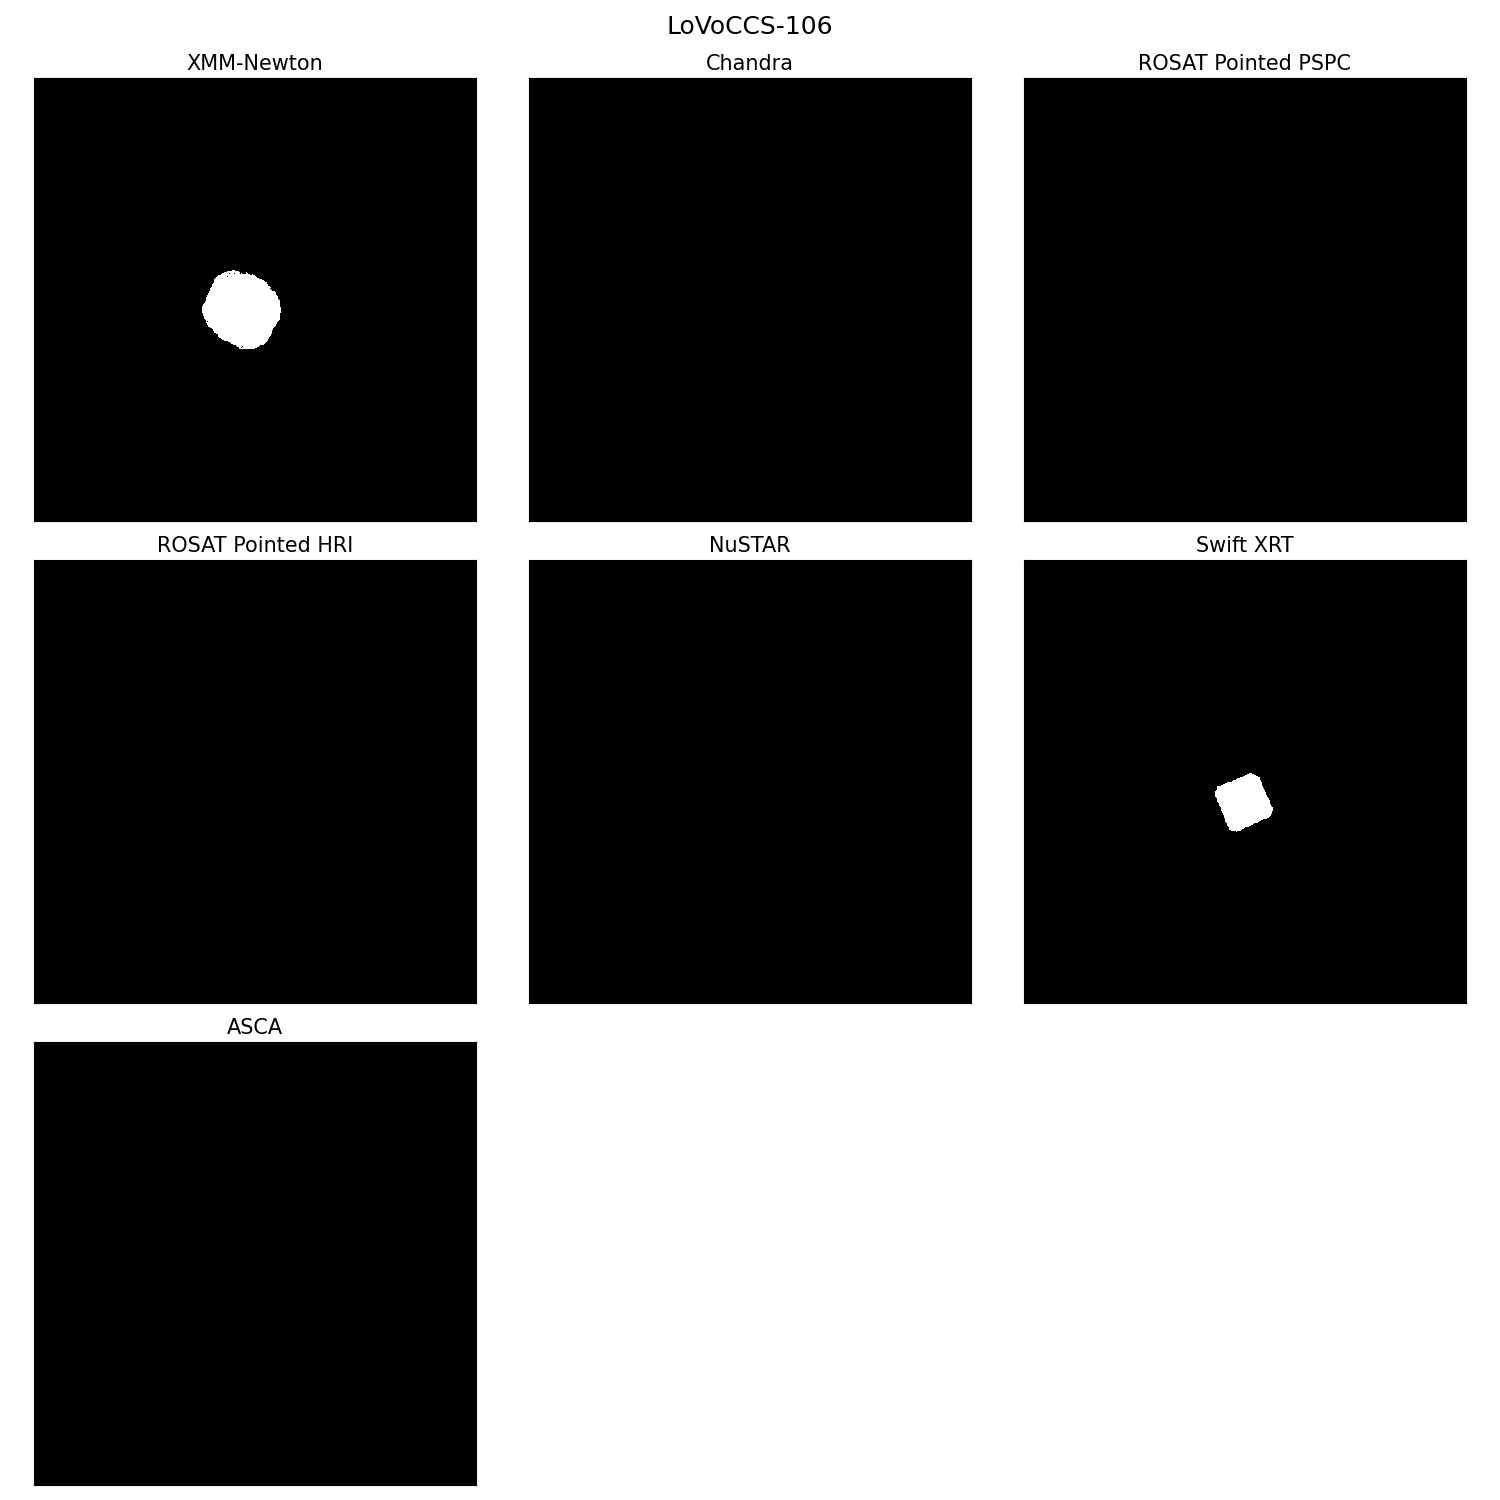 LoVoCCS-106
XMM-Newton
Chandra
ROSAT Pointed PSPC
ROSAT Pointed HRI
NuSTAR
Swift XRT
ASCA